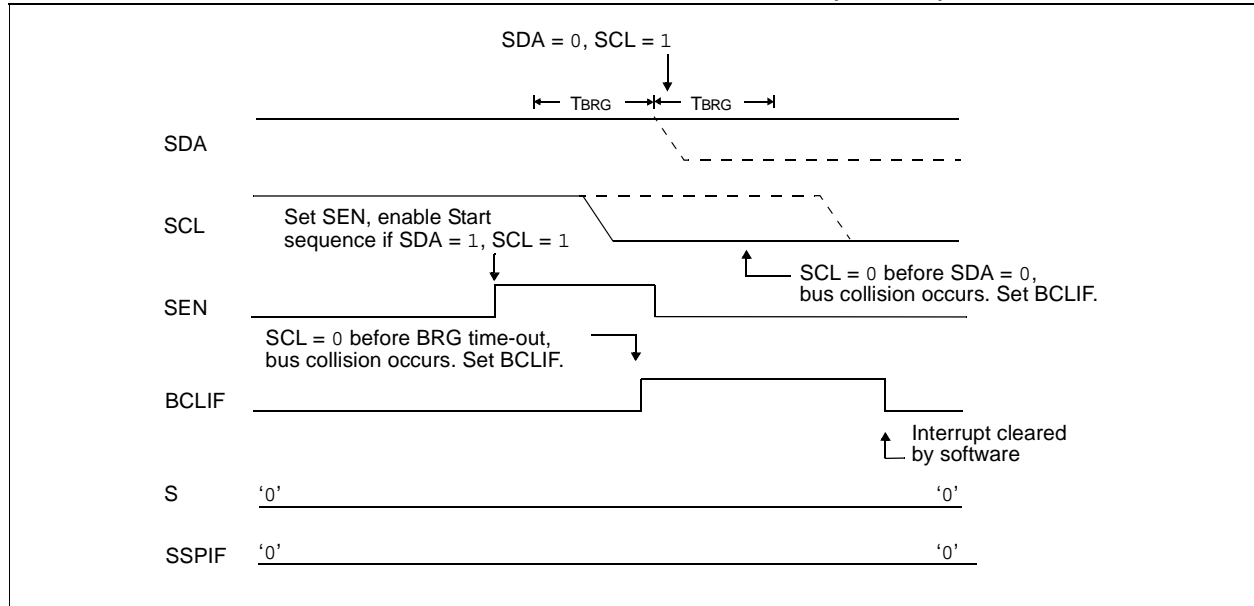 SDA = 0, SCL = 1
TBRG TBRG
SDA
SCL
Set SEN, enable Start
sequence if SDA = 1, SCL = 1
SCL = 0 before SDA = 0,
bus collision occurs. Set BCLIF.
SEN
SCL = 0 before BRG time-out,
bus collision occurs. Set BCLIF.
BCLIF
Interrupt cleared
by software
S ‘0’ ‘0’
SSPIF ‘0’ ‘0’